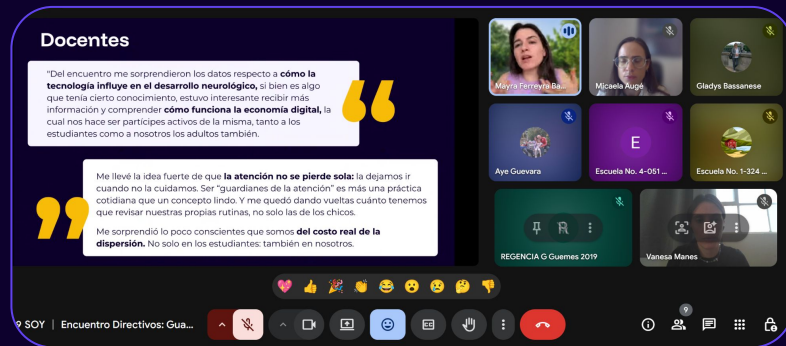 Docentes
"Del encuentro me sorprendieron los datos respecto a cómo la
tecnología influye en el desarrollo neurológico, si bien es algo
que tenía cierto conocimiento, estuvo interesante recibir más
información y comprender cómo funciona la economía digital, la
cual nos hace ser partícipes activos de la misma, tanto a los
estudiantes como a nosotros los adultos también.
Me llevé la idea fuerte de que la atención no se pierde sola: la dejamos ir
cuando no la cuidamos. Ser "guardianes de la atención" es más una práctica
cotidiana que un concepto lindo. Y me quedó dando vueltas cuánto tenemos
que revisar nuestras propias rutinas, no solo las de los chicos.
Me sorprendió lo poco conscientes que somos del costo real de la
dispersión. No solo en los estudiantes: también en nosotros.
Mayra Ferreyra Ba...
Micaela Augé
Gladys Bassanese
Aye Guevara
E
Escuela No. 4-051 ...
Escuela No. 1-324 ...
REGENCIA G Guemes 2019
Vanesa Manes
9 SOY | Encuentro Directivos: Gua...
CC
9